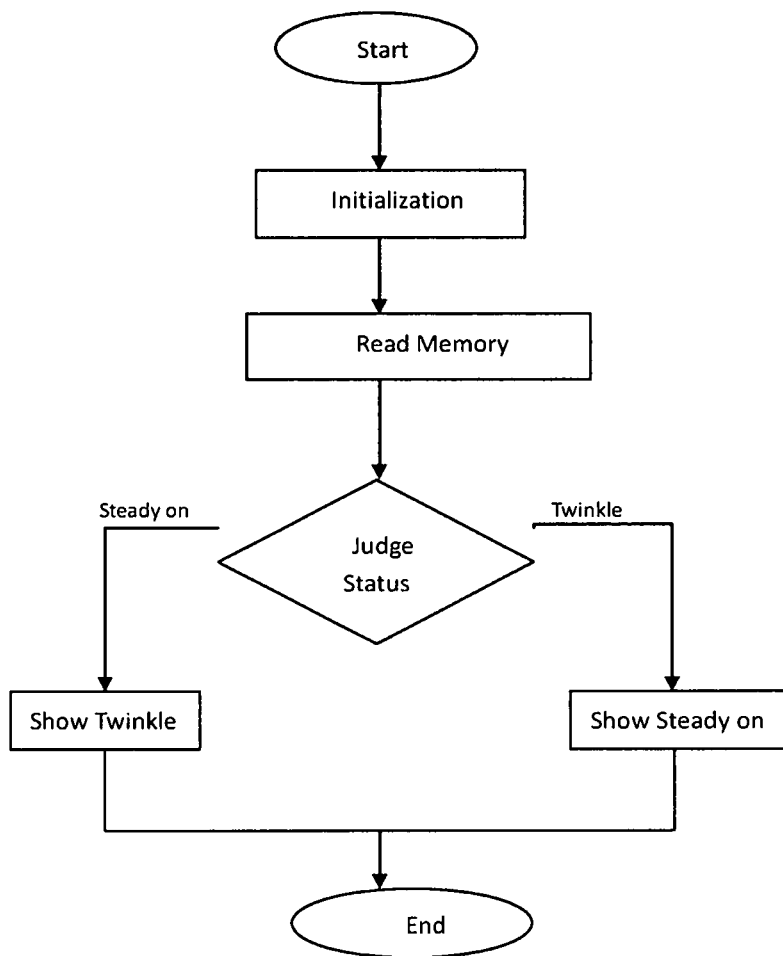 Start
Initialization
Read Memory
Steady on
Twinkle
Judge
Status
Show Twinkle
Show Steady on
End